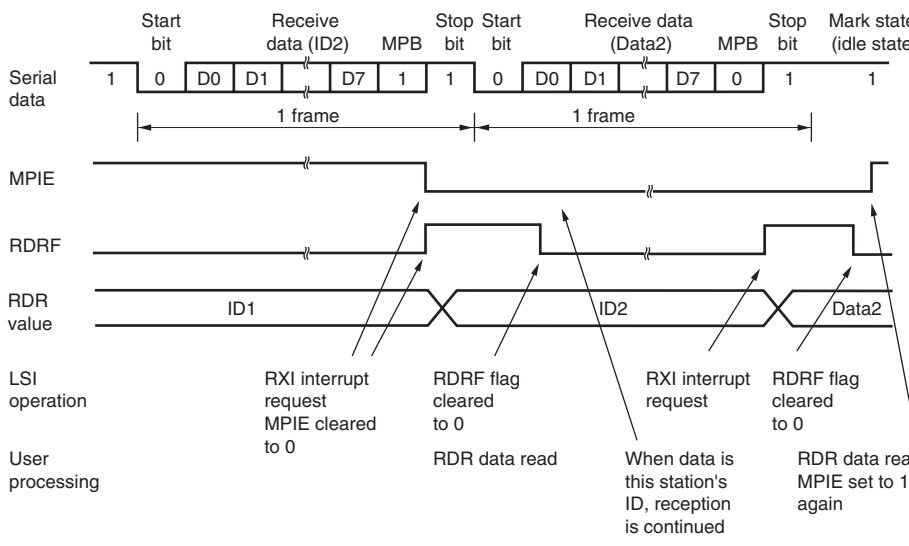 Start bit
Receive data (ID2)
MPB
Stop bit
Start bit
Receive data (Data2)
MPB
Stop bit
Mark state (idle state
Serial data
1 0 D0 D1 D7 1 1 0 D0 D1 D7 0 1 1
1 frame
1 frame
MPIE
RDRF
RDR value
ID1
ID2
Data2
LSI operation
RXI interrupt request
MPIE cleared to 0
RDRF flag cleared to 0
RXI interrupt request
RDRF flag cleared to 0
User processing
RDR data read
When data is this station's ID, reception is continued
RDR data rea
MPIE set to 1 again